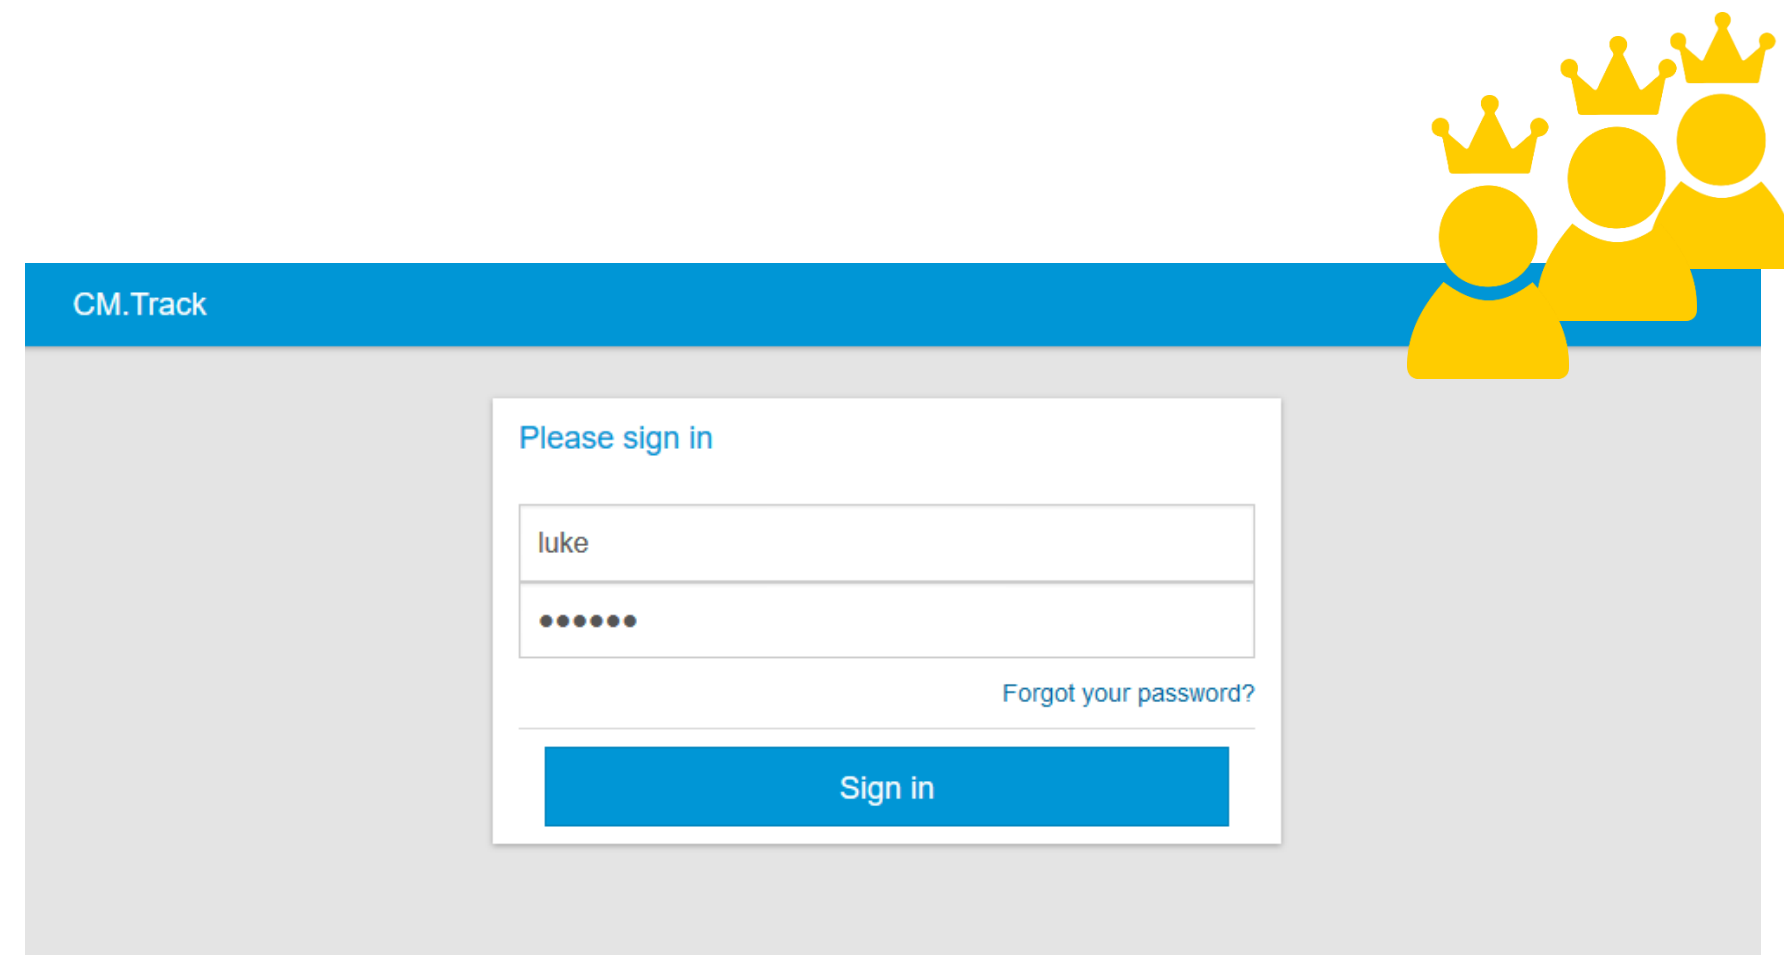 CM.Track
Please sign in
luke
••••••
Forgot your password?
Sign in